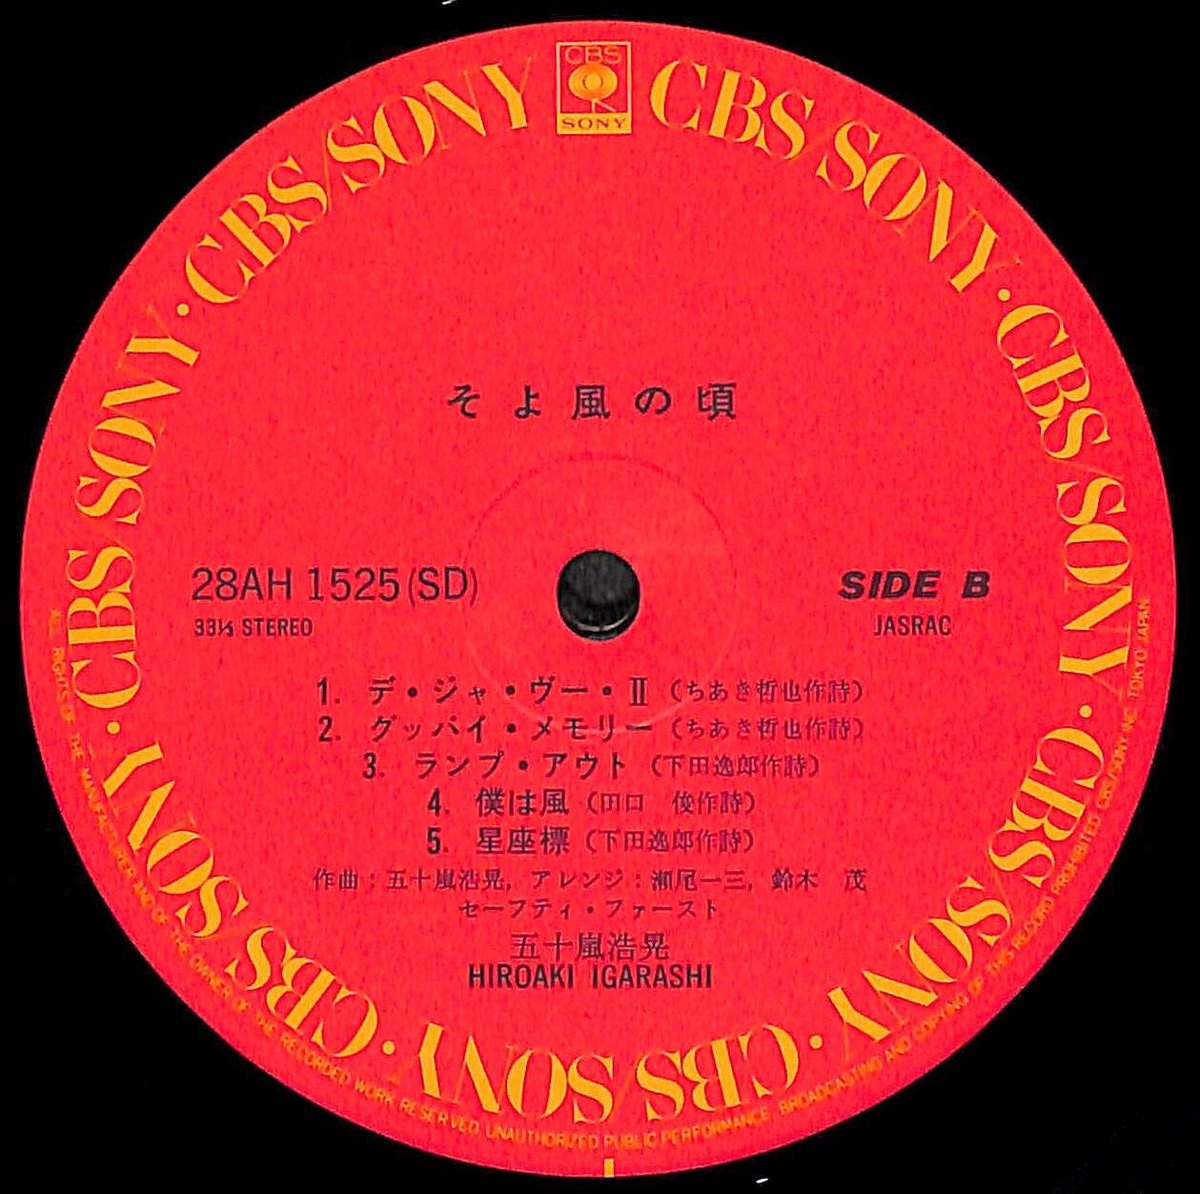 CBS
SONY
CBS/SONY · CBS/SONY · CBS/SONY · CBS/SONY · CBS/SONY · CBS/SONY · CBS/SONY · CBS/SONY
そよ風の頃
28AH 1525(SD)
33⅓ STEREO
SIDE B
JASRAC
1. デ・ジャ・ヴー・Ⅱ (ちあき哲也作詩)
2. グッバイ・メモリー (ちあき哲也作詩)
3. ランプ・アウト (下田逸郎作詩)
4. 僕は風 (田口 俊作詩)
5. 星座標 (下田逸郎作詩)
作曲:五十嵐浩晃, アレンジ:瀬尾一三, 鈴木 茂
セーフティ・ファースト
五十嵐浩晃
HIROAKI IGARASHI
ALL RIGHTS OF THE MANUFACTURER AND OF THE OWNER OF THE RECORDED WORK RESERVED. UNAUTHORIZED PUBLIC PERFORMANCE, BROADCASTING AND COPYING OF THIS RECORD PROHIBITED CBS/SONY INC. TOKYO JAPAN